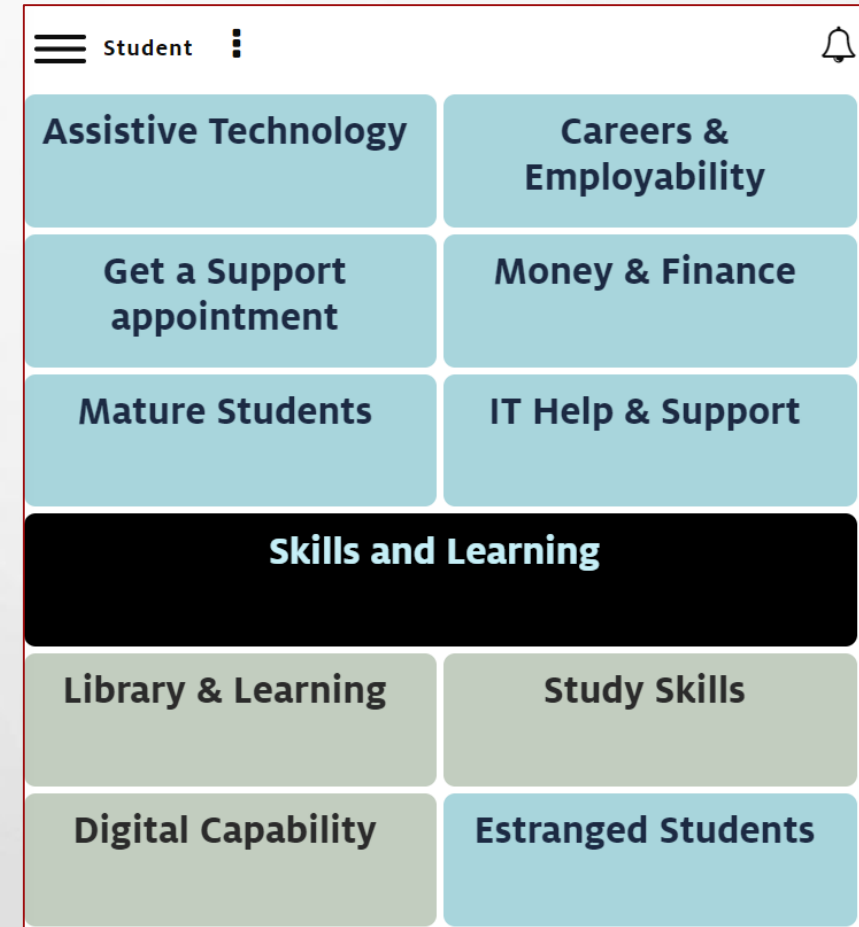 Student
Assistive Technology
Careers &
Employability
Get a Support
appointment
Money & Finance
Mature Students
IT Help & Support
Skills and Learning
Library & Learning
Study Skills
Digital Capability
Estranged Students